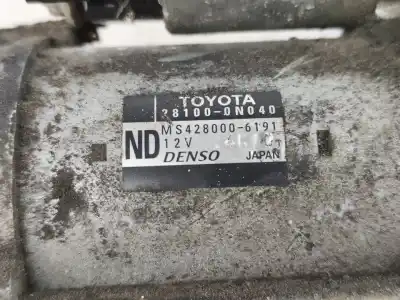 TOYOTA
28100-0N040
MS428000-6191
ND 12V
DENSO JAPAN